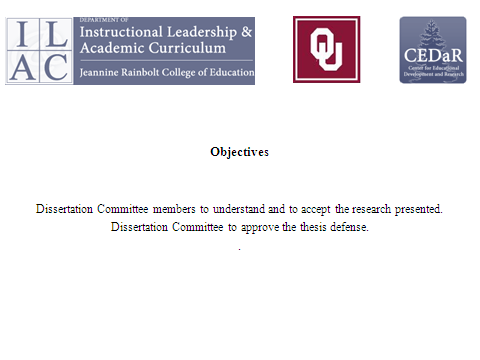 I L
A C
DEPARTMENT OF
Instructional Leadership &
Academic Curriculum
Jeannine Rainbolt College of Education
OU
CEDaR
Center for Educational
Development and Research
Objectives
Dissertation Committee members to understand and to accept the research presented.
Dissertation Committee to approve the thesis defense.
.